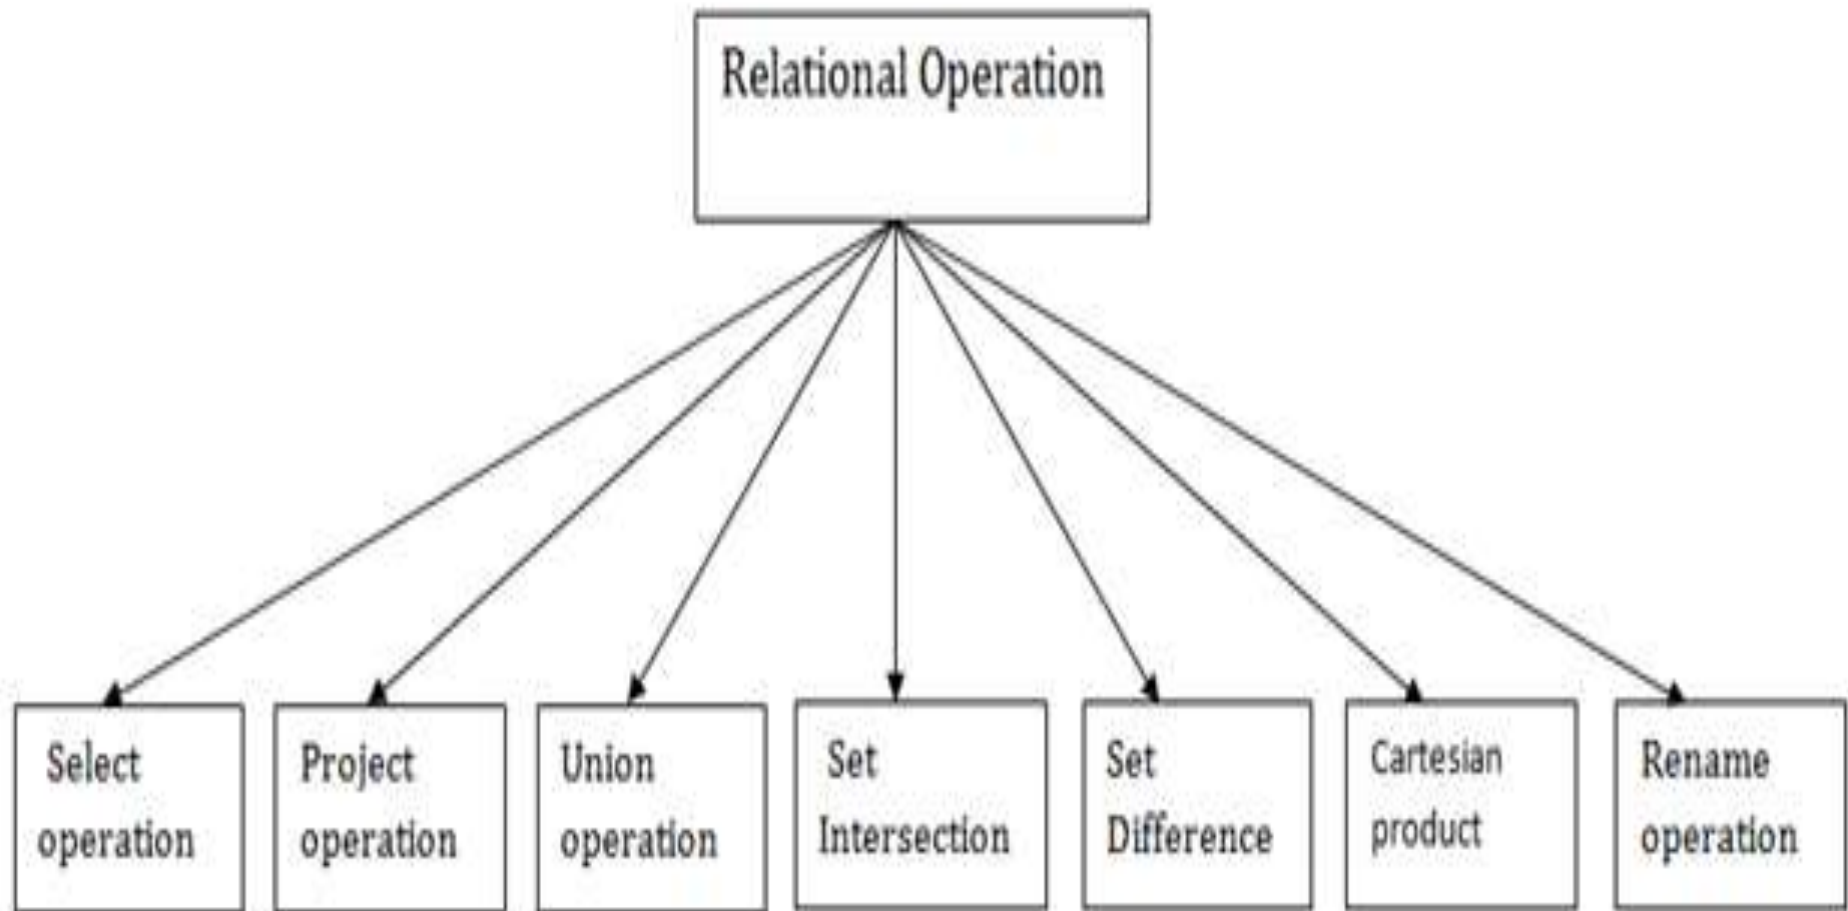 Relational Operation
Select
operation
Project
operation
Union
operation
Set
Intersection
Set
Difference
Cartesian
product
Rename
operation